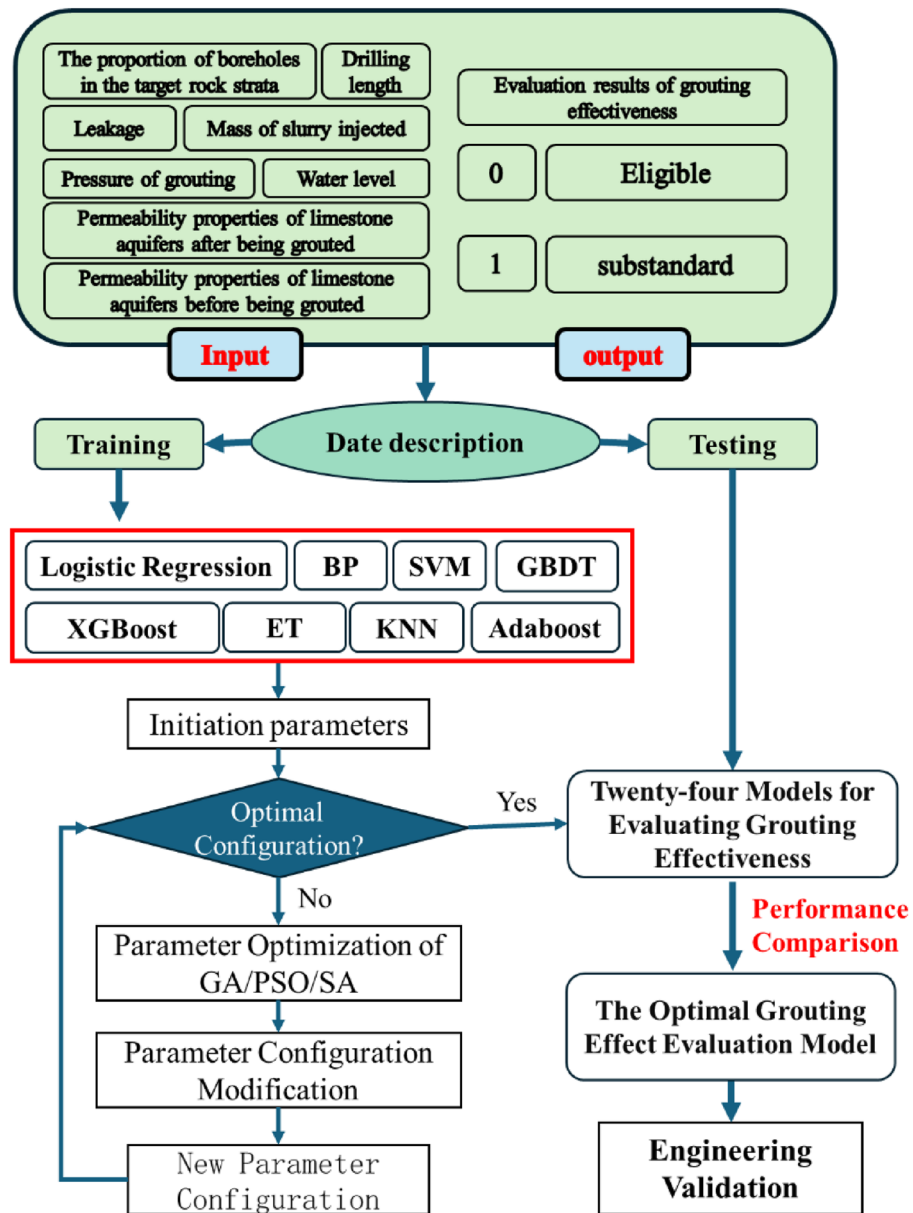 The proportion of boreholes
in the target rock strata
Drilling
length
Leakage
Mass of slurry injected
Pressure of grouting
Water level
Permeability properties of limestone
aquifers after being grouted
Permeability properties of limestone
aquifers before being grouted
Evaluation results of grouting
effectiveness
0
Eligible
1
substandard
Input
output
Date description
Training
Testing
Logistic Regression
BP
SVM
GBDT
XGBoost
ET
KNN
Adaboost
Initiation parameters
Optimal
Configuration?
Yes
No
Parameter Optimization of
GA/PSO/SA
Parameter Configuration
Modification
New Parameter
Configuration
Twenty-four Models for
Evaluating Grouting
Effectiveness
Performance
Comparison
The Optimal Grouting
Effect Evaluation Model
Engineering
Validation